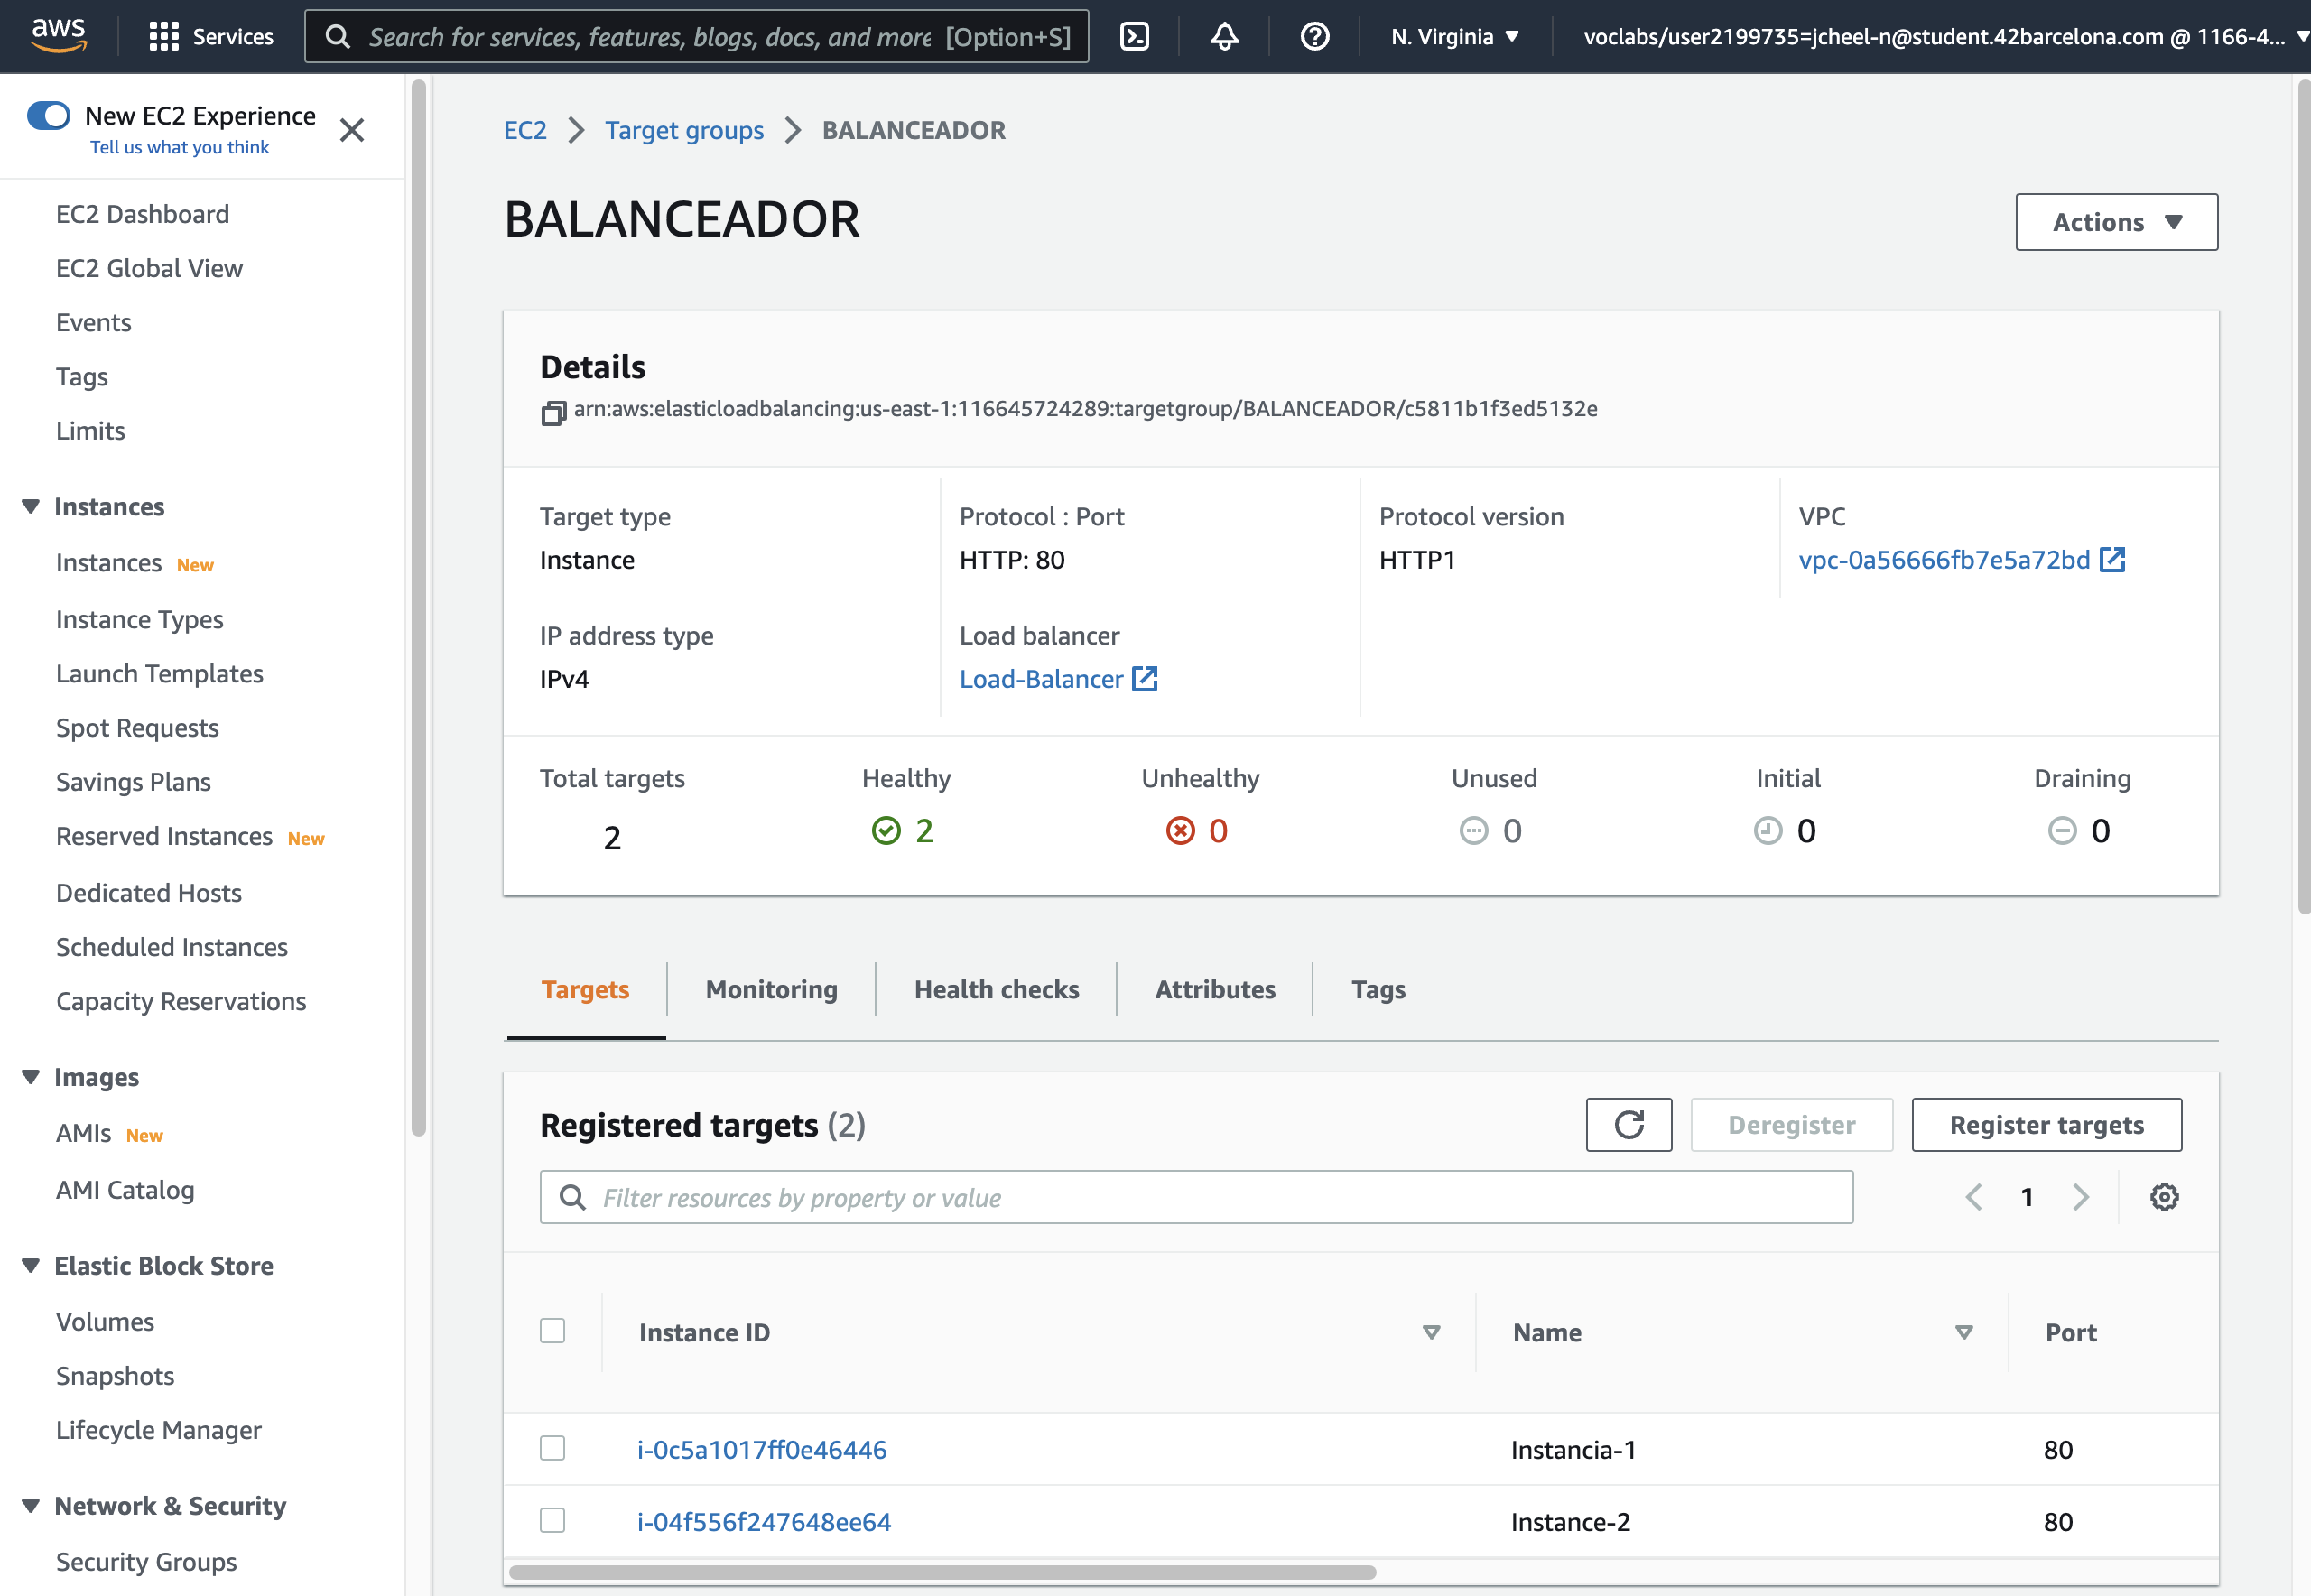 aws
Services
Search for services, features, blogs, docs, and more [Option+S]
N. Virginia
voclabs/user2199735=jcheel-n@student.42barcelona.com @ 1166-4...
New EC2 Experience
Tell us what you think
EC2 Dashboard
EC2 Global View
Events
Tags
Limits
Instances
Instances New
Instance Types
Launch Templates
Spot Requests
Savings Plans
Reserved Instances New
Dedicated Hosts
Scheduled Instances
Capacity Reservations
Images
AMIs New
AMI Catalog
Elastic Block Store
Volumes
Snapshots
Lifecycle Manager
Network & Security
Security Groups
EC2 > Target groups > BALANCEADOR
BALANCEADOR
Actions
Details
arn:aws:elasticloadbalancing:us-east-1:116645724289:targetgroup/BALANCEADOR/c5811b1f3ed5132e
Target type
Instance
Protocol : Port
HTTP: 80
Protocol version
HTTP1
VPC
vpc-0a56666fb7e5a72bd
IP address type
IPv4
Load balancer
Load-Balancer
Total targets
2
Healthy
2
Unhealthy
0
Unused
0
Initial
0
Draining
0
Targets
Monitoring
Health checks
Attributes
Tags
Registered targets (2)
Deregister
Register targets
Filter resources by property or value
1
Instance ID Name Port
i-0c5a1017ff0e46446 Instancia-1 80
i-04f556f247648ee64 Instance-2 80